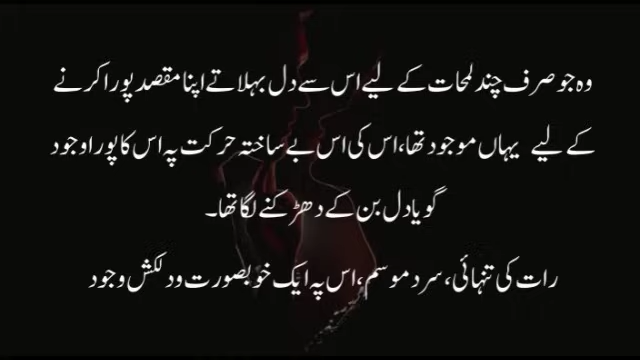 وہ جو صرف چند لمحات کے لیے اس سے دل بہلاتے اپنا مقصد پورا کرنے
کے لیے یہاں موجود تھا، اس کی اس بے ساختہ حرکت پہ اس کا پورا وجود
گویا دل بن کے دھڑکنے لگا تھا۔
رات کی تنہائی، سرد موسم، اس پہ ایک خوبصورت و دلکش وجود